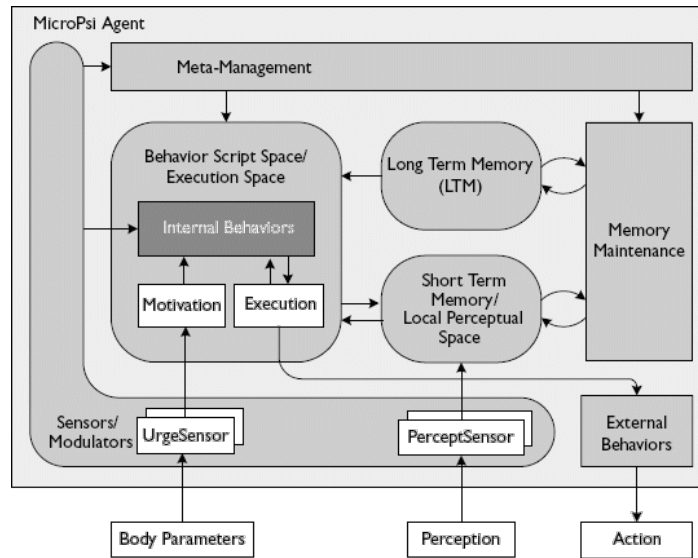 MicroPsi Agent
Meta-Management
Behavior Script Space/
Execution Space
Internal Behaviors
Motivation
Execution
Long Term Memory
(LTM)
Short Term
Memory/
Local Perceptual
Space
Memory
Maintenance
Sensors/
Modulators
UrgeSensor
PerceptSensor
External
Behaviors
Body Parameters
Perception
Action